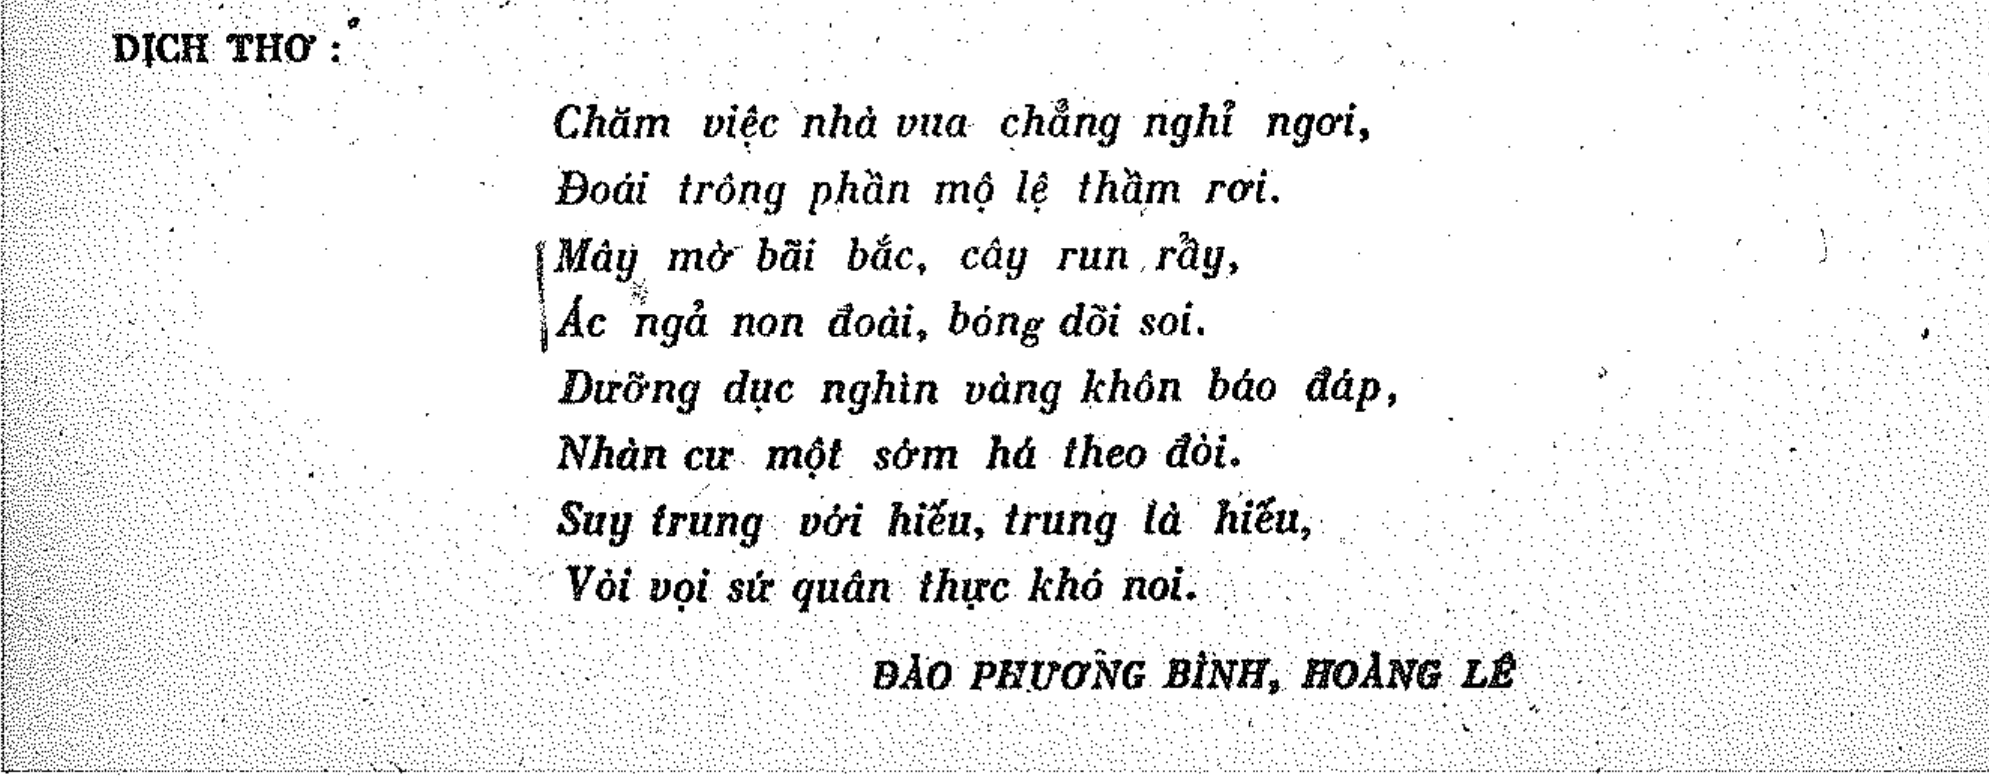 DỊCH THƠ :
Chăm việc nhà vua chẳng nghỉ ngơi,
Đoái trông phần mộ lệ thầm rơi.
Mây mờ bãi bắc, cây run rẩy,
Ác ngả non đoài, bóng dõi soi.
Dưỡng dục nghìn vàng khôn báo đáp,
Nhàn cư một sớm há theo đòi.
Suy trung với hiếu, trung là hiếu,
Vòi vọi sứ quân thực khó noi.
ĐÀO PHƯƠNG BÌNH, HOÀNG LÊ